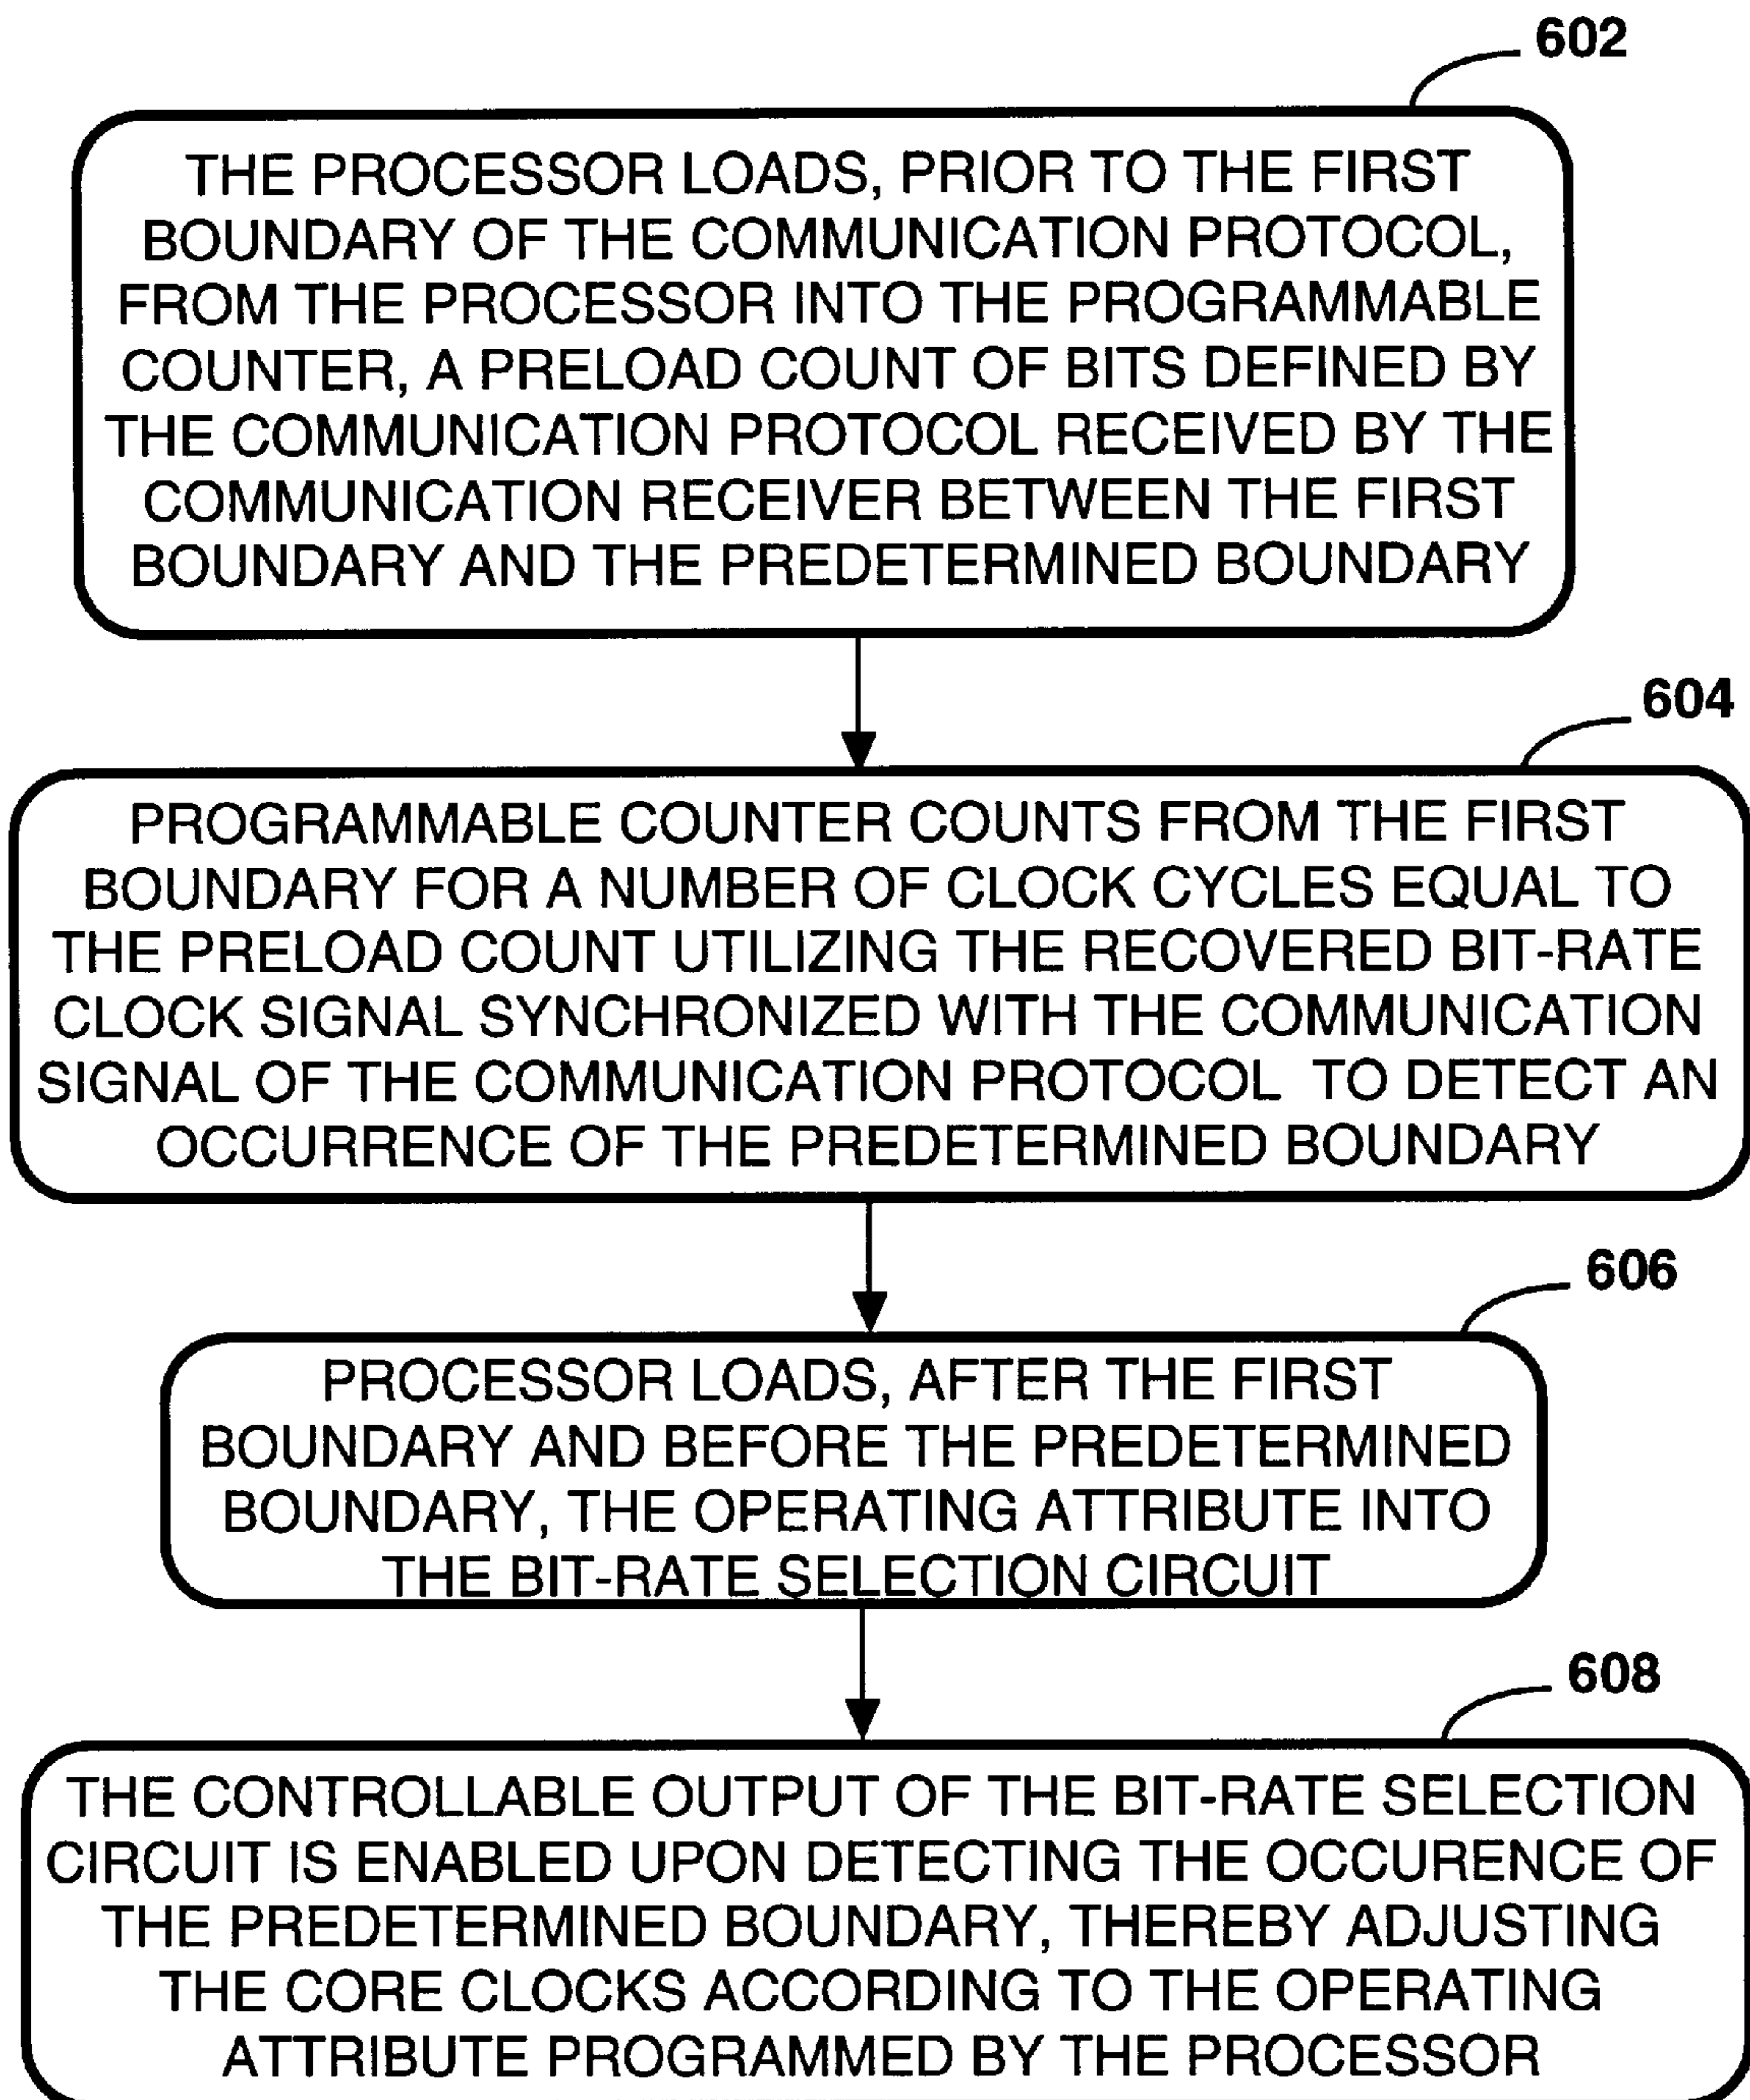 602
THE PROCESSOR LOADS, PRIOR TO THE FIRST
BOUNDARY OF THE COMMUNICATION PROTOCOL,
FROM THE PROCESSOR INTO THE PROGRAMMABLE
COUNTER, A PRELOAD COUNT OF BITS DEFINED BY
THE COMMUNICATION PROTOCOL RECEIVED BY THE
COMMUNICATION RECEIVER BETWEEN THE FIRST
BOUNDARY AND THE PREDETERMINED BOUNDARY
604
PROGRAMMABLE COUNTER COUNTS FROM THE FIRST
BOUNDARY FOR A NUMBER OF CLOCK CYCLES EQUAL TO
THE PRELOAD COUNT UTILIZING THE RECOVERED BIT-RATE
CLOCK SIGNAL SYNCHRONIZED WITH THE COMMUNICATION
SIGNAL OF THE COMMUNICATION PROTOCOL TO DETECT AN
OCCURRENCE OF THE PREDETERMINED BOUNDARY
606
PROCESSOR LOADS, AFTER THE FIRST
BOUNDARY AND BEFORE THE PREDETERMINED
BOUNDARY, THE OPERATING ATTRIBUTE INTO
THE BIT-RATE SELECTION CIRCUIT
608
THE CONTROLLABLE OUTPUT OF THE BIT-RATE SELECTION
CIRCUIT IS ENABLED UPON DETECTING THE OCCURENCE OF
THE PREDETERMINED BOUNDARY, THEREBY ADJUSTING
THE CORE CLOCKS ACCORDING TO THE OPERATING
ATTRIBUTE PROGRAMMED BY THE PROCESSOR